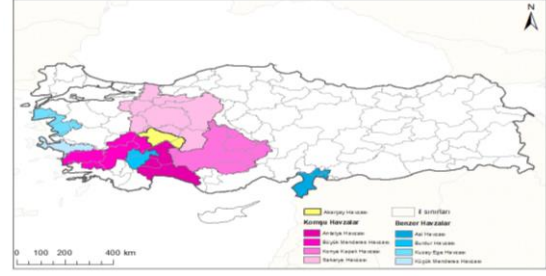 N
0 100 200 400 km
Akarçay Havzası
İl sınırları
Komşu Havzalar
Antalya Havzası
Büyük Menderes Havzası
Konya Kapalı Havzası
Sakarya Havzası
Benzer Havzalar
Asi Havzası
Burdur Havzası
Kuzey Ege Havzası
Küçük Menderes Havzası